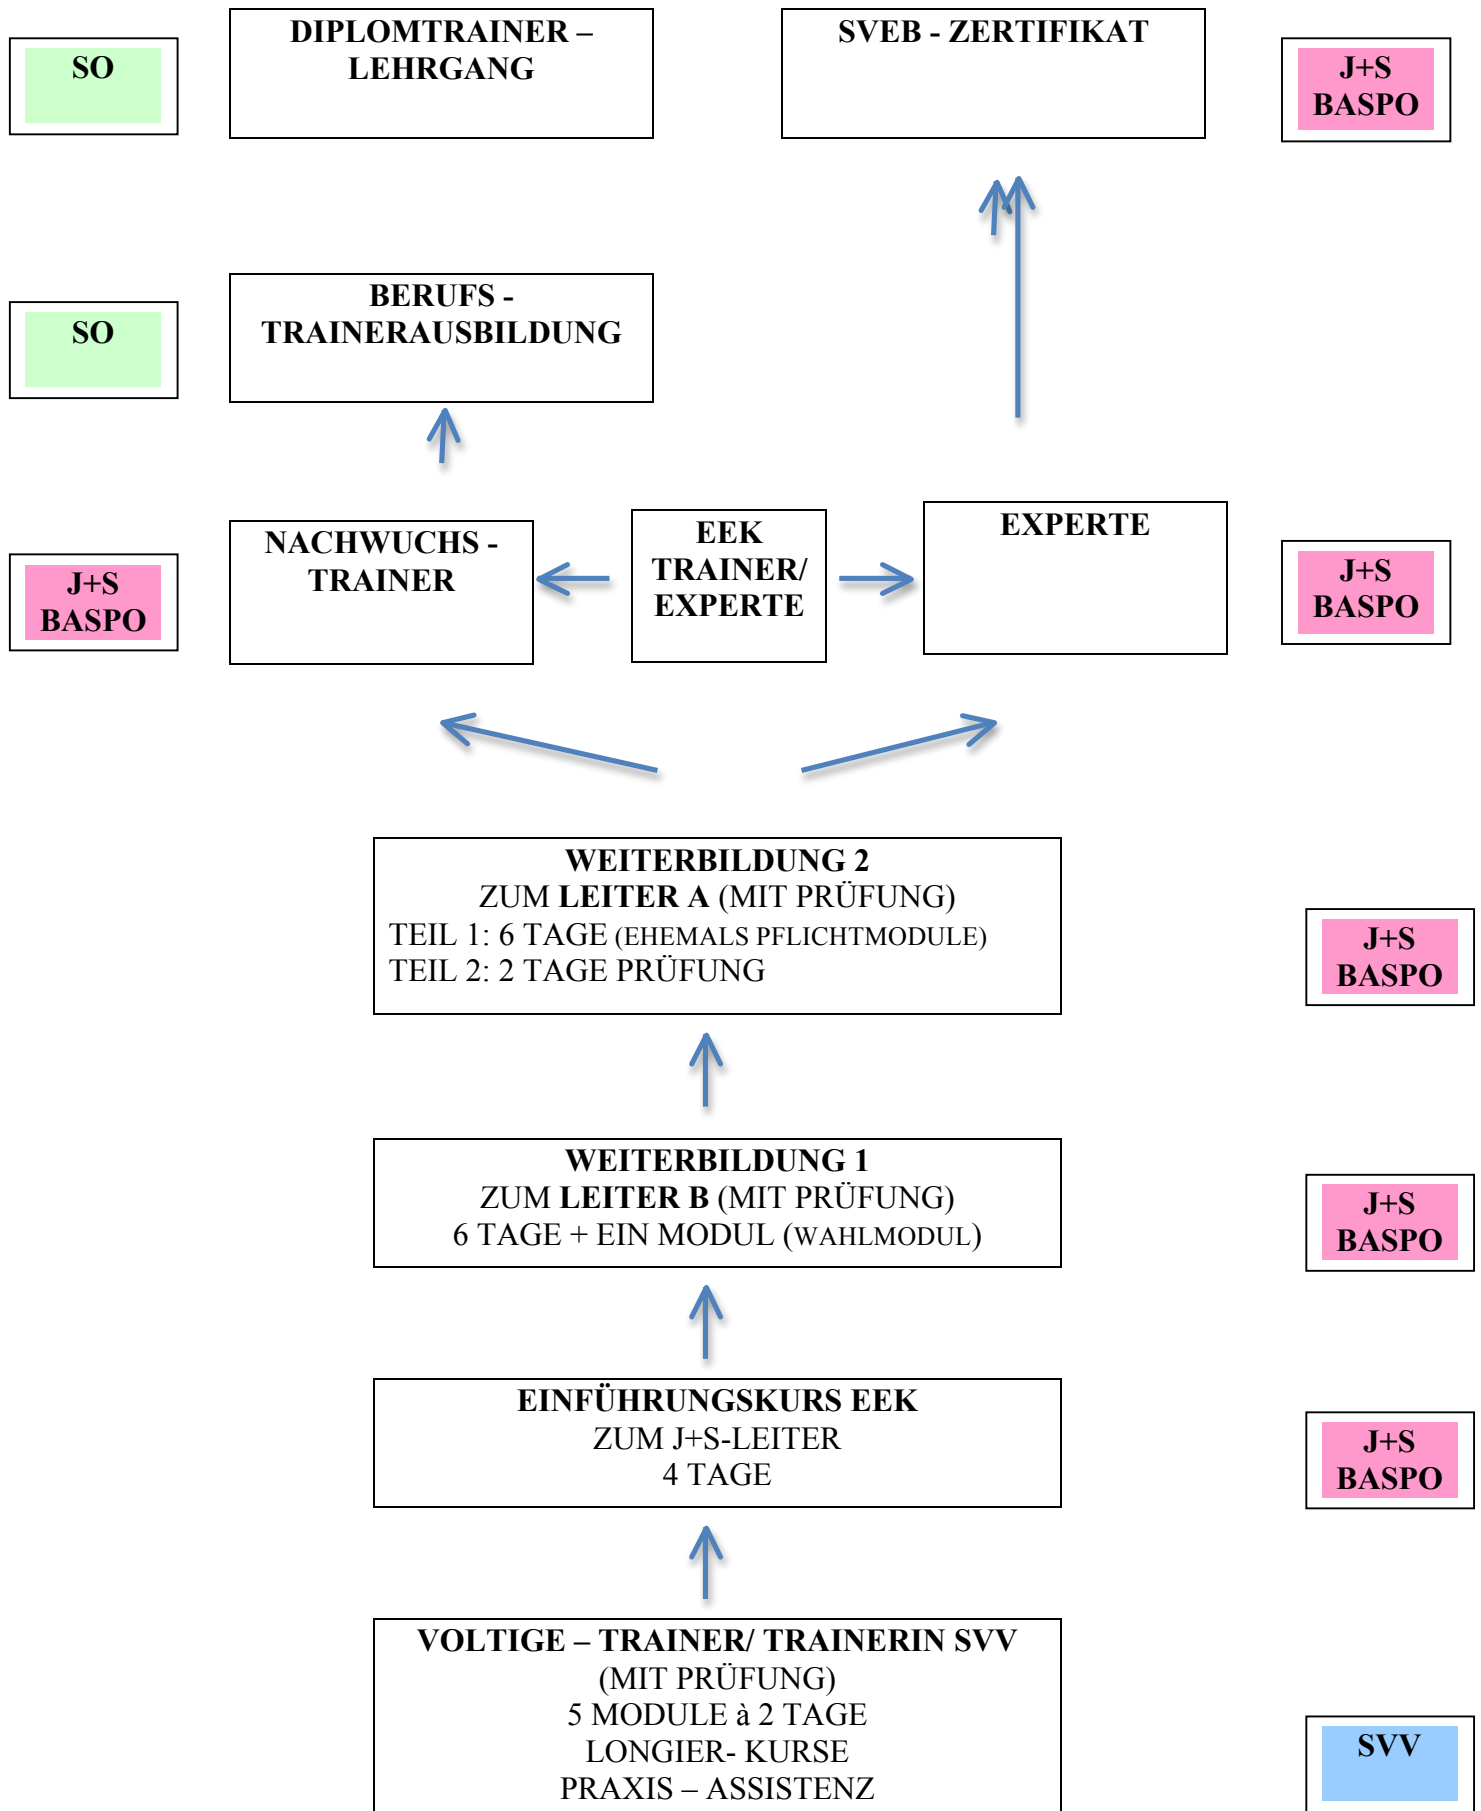 SO
DIPLOMTRAINER –
LEHRGANG
SVEB - ZERTIFIKAT
J+S
BASPO
SO
BERUFS -
TRAINERAUSBILDUNG
J+S
BASPO
NACHWUCHS -
TRAINER
EEK
TRAINER/
EXPERTE
EXPERTE
J+S
BASPO
WEITERBILDUNG 2
ZUM LEITER A (MIT PRÜFUNG)
TEIL 1: 6 TAGE (EHEMALS PFLICHTMODULE)
TEIL 2: 2 TAGE PRÜFUNG
J+S
BASPO
WEITERBILDUNG 1
ZUM LEITER B (MIT PRÜFUNG)
6 TAGE + EIN MODUL (WAHLMODUL)
J+S
BASPO
EINFÜHRUNGSKURS EEK
ZUM J+S-LEITER
4 TAGE
J+S
BASPO
VOLTIGE – TRAINER/ TRAINERIN SVV
(MIT PRÜFUNG)
5 MODULE à 2 TAGE
LONGIER- KURSE
PRAXIS – ASSISTENZ
SVV